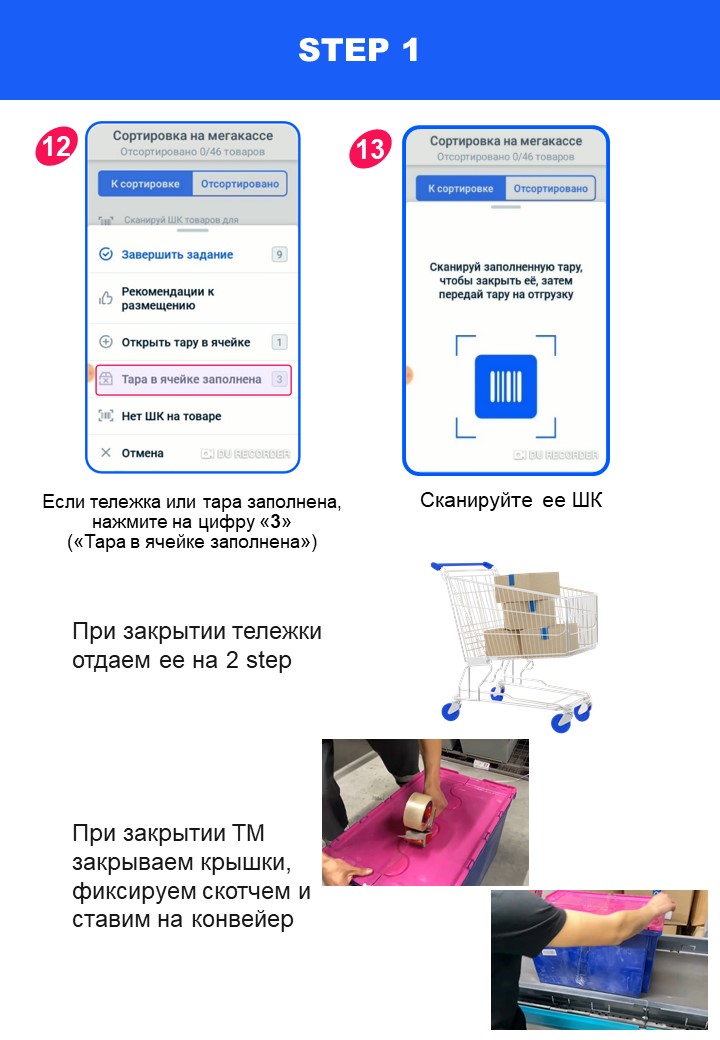 STEP 1
12
Сортировка на мегакассе
Отсортировано 0/46 товаров
К сортировке
Отсортировано
Сканируй ШК товаров для
Завершить задание
9
Рекомендации к
размещению
Открыть тару в ячейке
1
Тара в ячейке заполнена
3
Нет ШК на товаре
Отмена
DU RECORDER
Если тележка или тара заполнена,
нажмите на цифру «3»
(«Тара в ячейке заполнена»)
13
Сортировка на мегакассе
Отсортировано 0/46 товаров
К сортировке
Отсортировано
Сканируй заполненную тару,
чтобы закрыть её, затем
передай тару на отгрузку
DU RECORDER
Сканируйте ее ШК
При закрытии тележки
отдаем ее на 2 step
При закрытии ТМ
закрываем крышки,
фиксируем скотчем и
ставим на конвейер